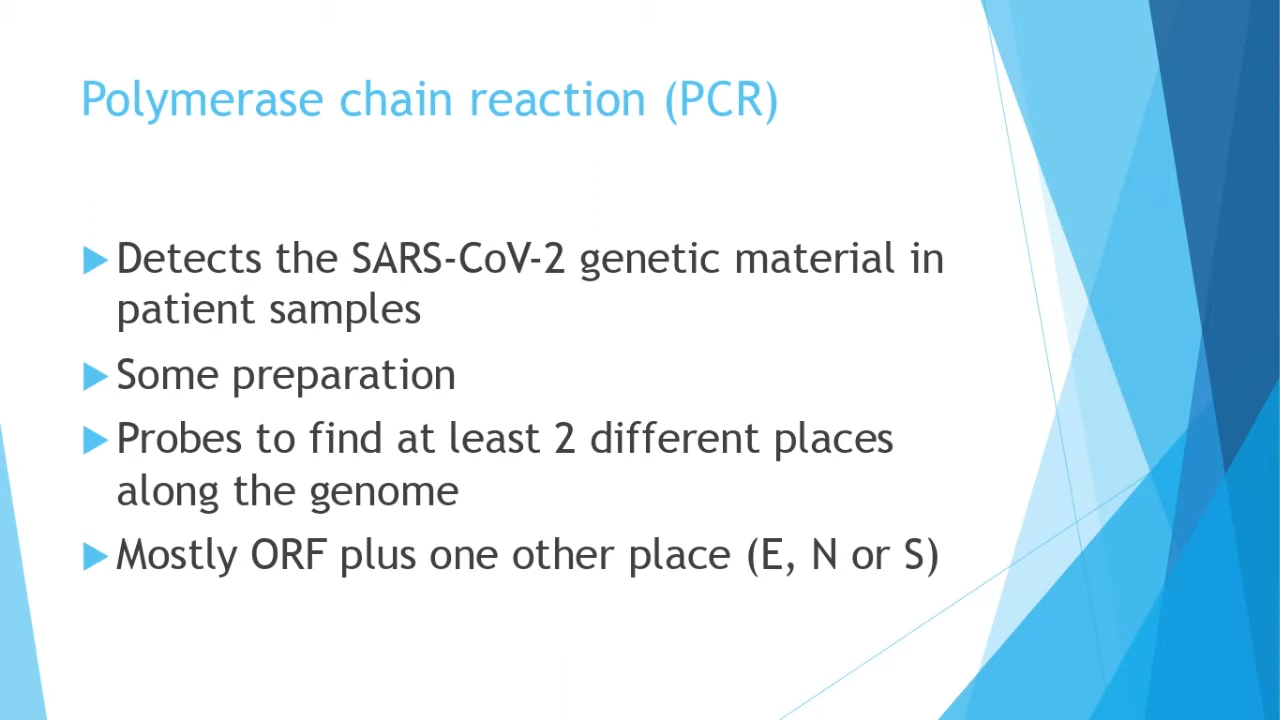 Polymerase chain reaction (PCR)
Detects the SARS-CoV-2 genetic material in
patient samples
Some preparation
Probes to find at least 2 different places
along the genome
Mostly ORF plus one other place (E, N or S)